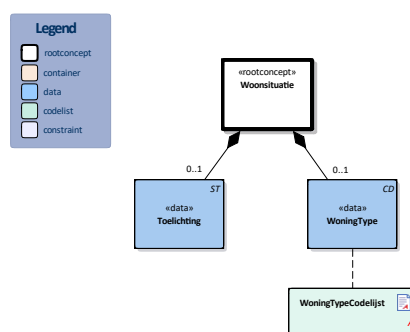 Legend
rootconcept
container
data
codelist
constraint
«rootconcept»
Woonsituatie
0..1
0..1
ST
«data»
Toelichting
CD
«data»
WoningType
WoningTypeCodelijst